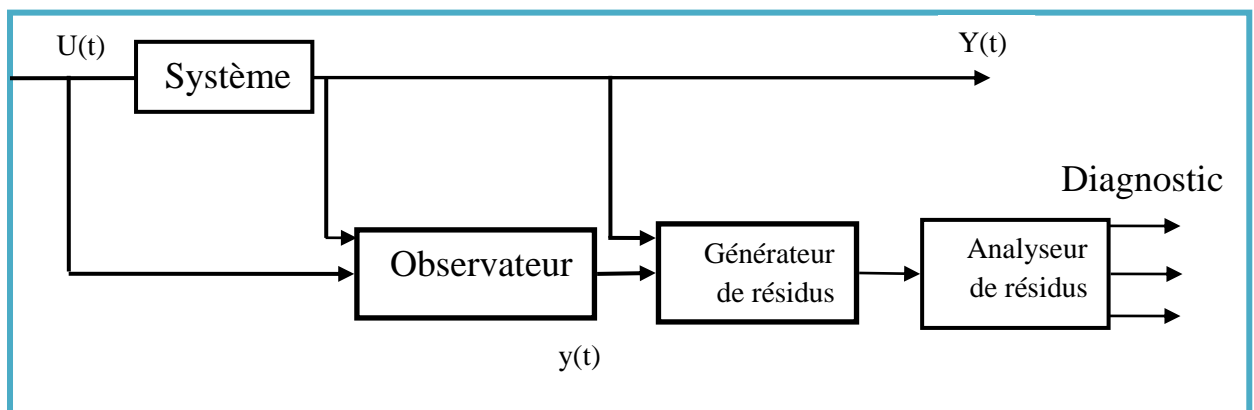 U(t)
Y(t)
Système
Diagnostic
Observateur
Générateur
de résidus
Analyseur
de résidus
y(t)